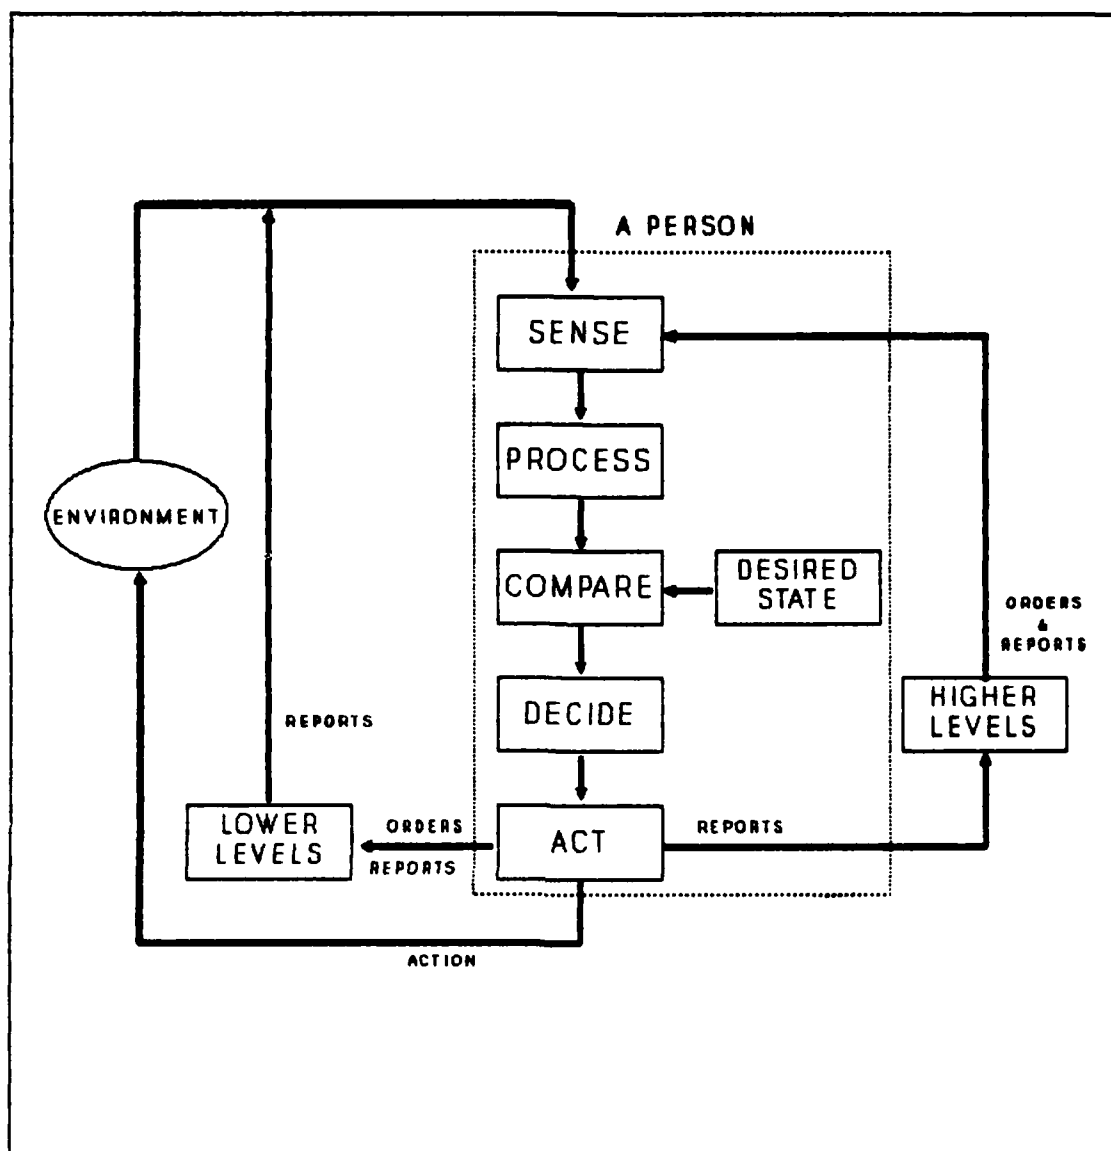 A PERSON
SENSE
PROCESS
ENVIRONMENT
COMPARE
DESIRED
STATE
ORDERS
&
REPORTS
DECIDE
HIGHER
LEVELS
REPORTS
LOWER
LEVELS
ORDERS
REPORTS
ACT
REPORTS
ACTION